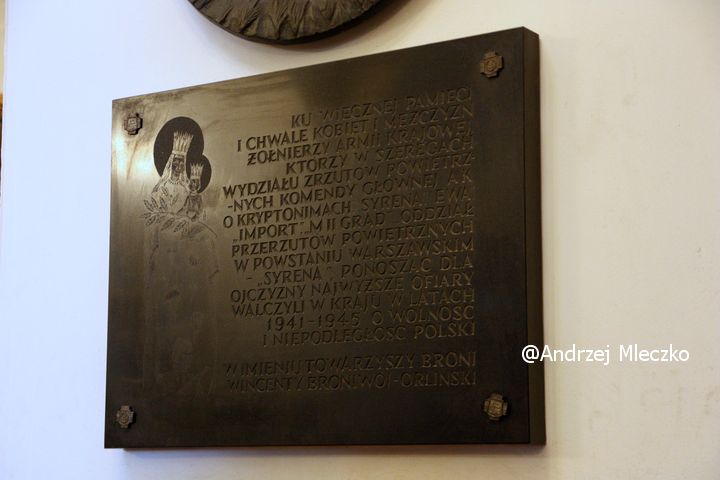 KU WIECZNEJ PAMIĘCI
I CHWALE KOBIET I MĘŻCZYZN
ŻOŁNIERZY ARMII KRAJOWEJ,
KTÓRZY W SZEREGACH
WYDZIAŁU ZRZUTÓW POWIETRZ-
-NYCH KOMENDY GŁÓWNEJ A.K.
O KRYPTONIMACH „SYRENA”, „EWA,
„IMPORT”, „M II GRAD” ODDZIAŁ
PRZERZUTÓW POWIETRZNYCH
W POWSTANIU WARSZAWSKIM
- „SYRENA”, PONOSZĄC DLA
OJCZYZNY NAJWYŻSZE OFIARY
WALCZYLI W KRAJU W LATACH
1941-1945 O WOLNOŚĆ
I NIEPODLEGŁOŚĆ POLSKI
W IMIENIU TOWARZYSZY BRONI
WINCENTY BRONIWÓJ-ORLIŃSKI
@Andrzej Mleczko